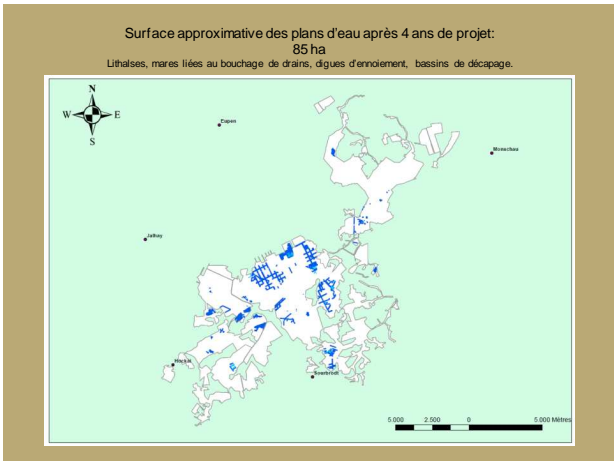 Surface approximative des plans d'eau après 4 ans de projet:
85 ha
Lithalses, mares liées au bouchage de drains, digues d'ennoiement, bassins de décapage.
N
W E
S
Eupen
Monschau
Jalhay
Hockai
Sourbrodt
5 000 2 500 0 5 000 Mètres